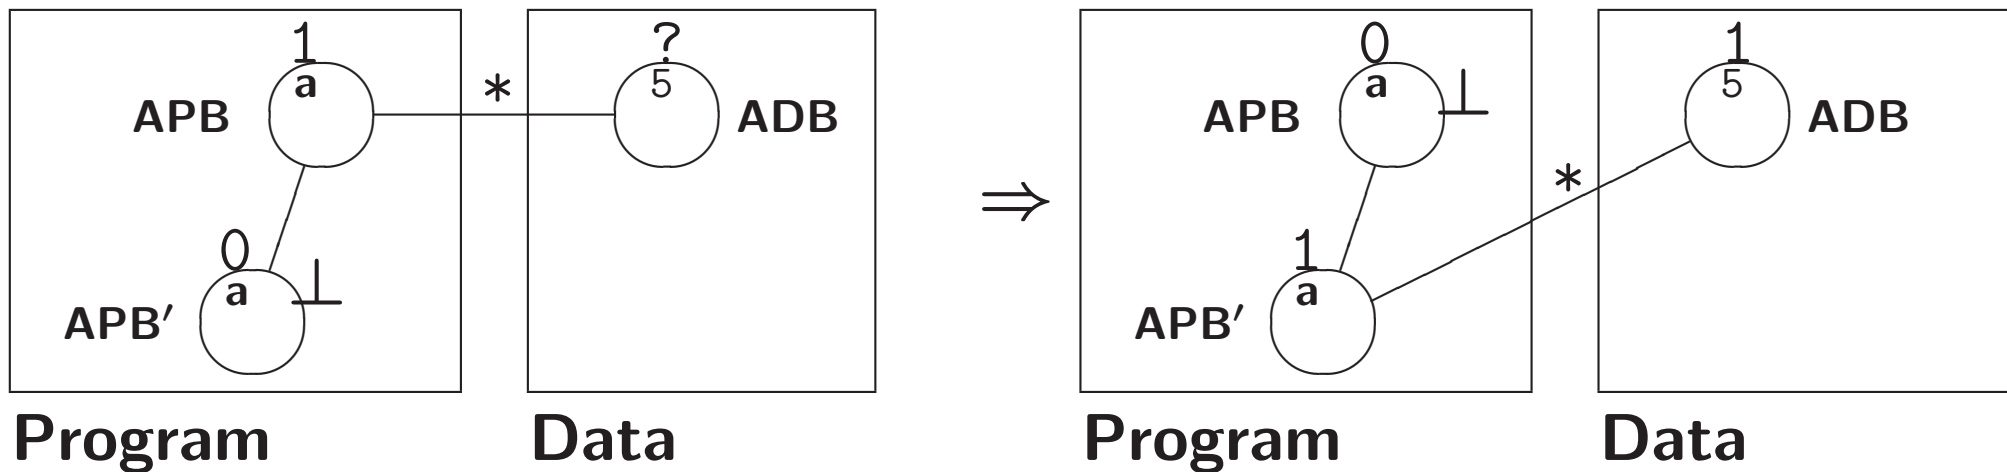 1 ? 0 1
a * 5 a ⊥ 5
APB ADB APB ADB
⇒ *
0 1
a ⊥ a
APB′ APB′
Program Data Program Data